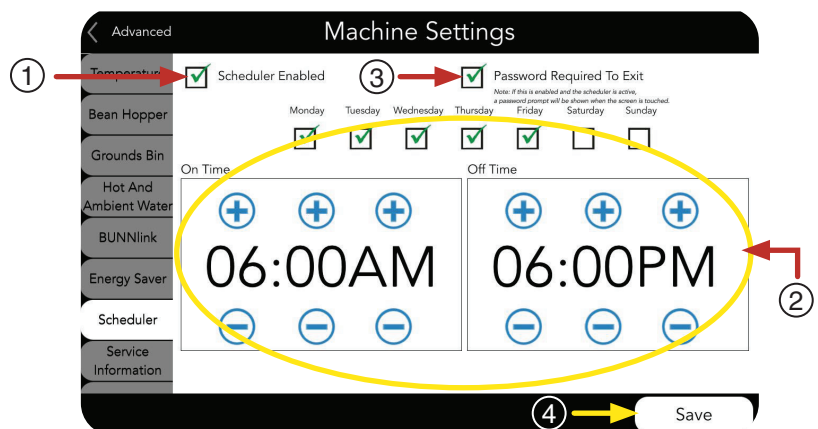 Advanced
Machine Settings
1
Temperature
Scheduler Enabled
3
Password Required To Exit
Note: If this is enabled and the scheduler is active,
a password prompt will be shown when the screen is touched.
Bean Hopper
Monday Tuesday Wednesday Thursday Friday Saturday Sunday
Grounds Bin
On Time
Off Time
Hot And
Ambient Water
BUNNlink
06:00AM
06:00PM
Energy Saver
2
Scheduler
Service
Information
4
Save